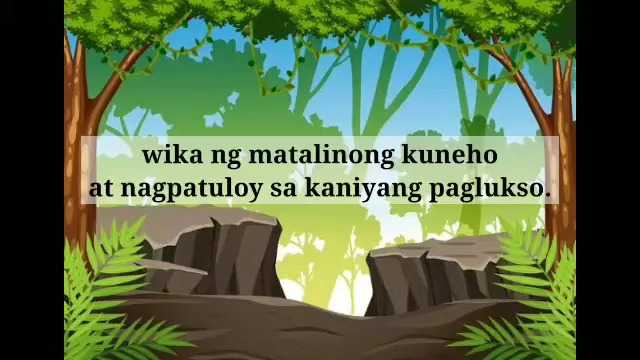 wika ng matalinong kuneho
at nagpatuloy sa kaniyang paglukso.